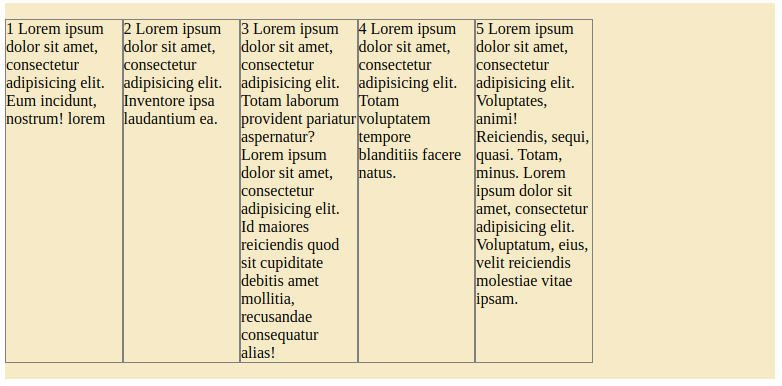 1 Lorem ipsum
dolor sit amet,
consectetur
adipisicing elit.
Eum incidunt,
nostrum! lorem
2 Lorem ipsum
dolor sit amet,
consectetur
adipisicing elit.
Inventore ipsa
laudantium ea.
3 Lorem ipsum
dolor sit amet,
consectetur
adipisicing elit.
Totam laborum
provident pariatur
aspernatur?
Lorem ipsum
dolor sit amet,
consectetur
adipisicing elit.
Id maiores
reiciendis quod
sit cupiditate
debitis amet
mollitia,
recusandae
consequatur
alias!
4 Lorem ipsum
dolor sit amet,
consectetur
adipisicing elit.
Totam
voluptatem
tempore
blanditiis facere
natus.
5 Lorem ipsum
dolor sit amet,
consectetur
adipisicing elit.
Voluptates,
animi!
Reiciendis, sequi,
quasi. Totam,
minus. Lorem
ipsum dolor sit
amet, consectetur
adipisicing elit.
Voluptatum, eius,
velit reiciendis
molestiae vitae
ipsam.